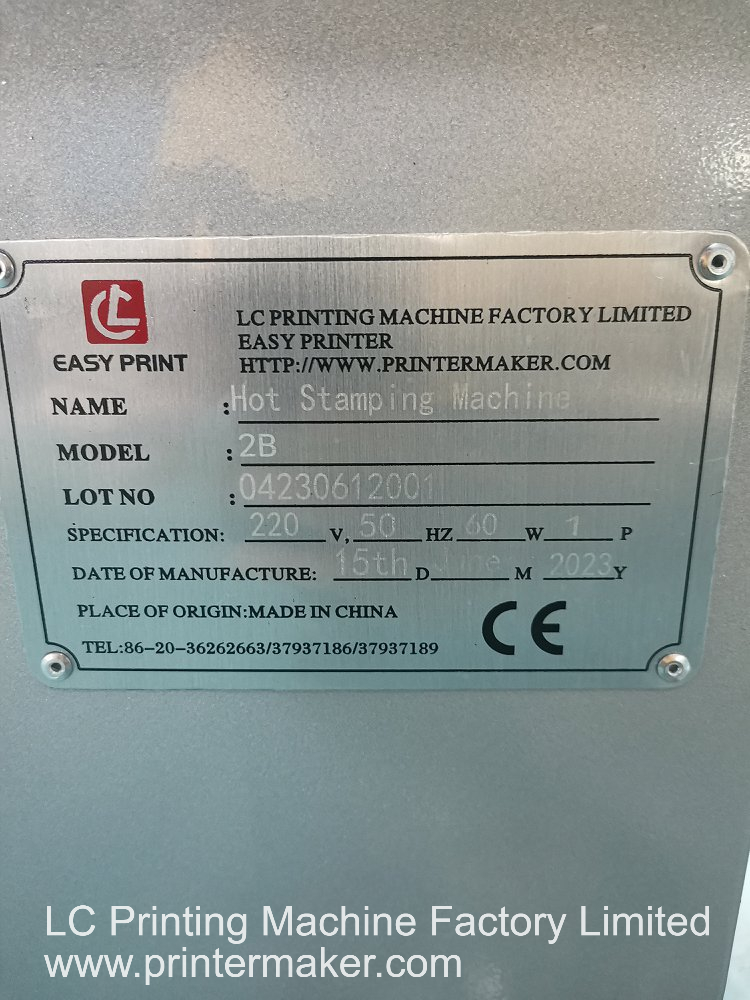 LC
EASY PRINT
LC PRINTING MACHINE FACTORY LIMITED
EASY PRINTER
HTTP://WWW.PRINTERMAKER.COM
NAME :Hot Stamping Machine
MODEL :2B
LOT NO :04230612001
SPECIFICATION: 220 V, 50 HZ 60 W 1 P
DATE OF MANUFACTURE: 15th D June M 2023 Y
PLACE OF ORIGIN:MADE IN CHINA
TEL:86-20-36262663/37937186/37937189
CE
LC Printing Machine Factory Limited
www.printermaker.com